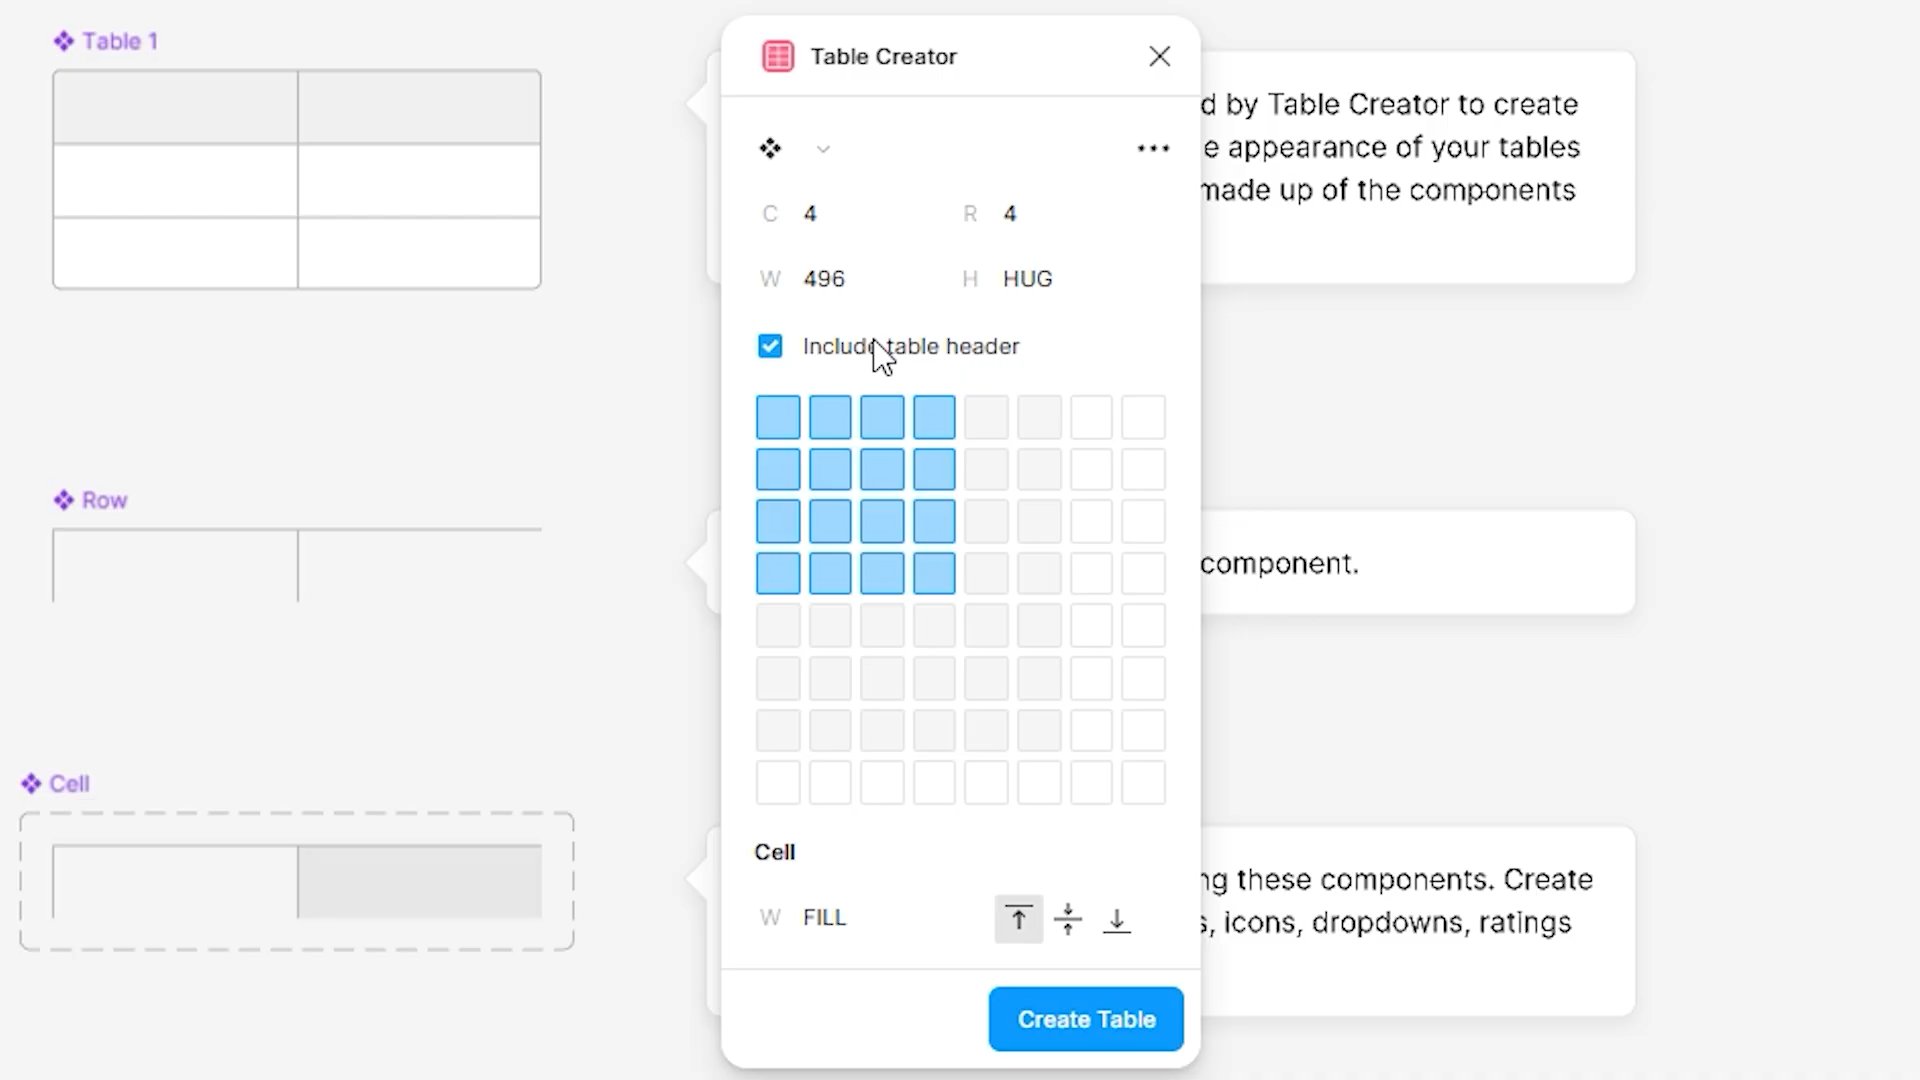 Table 1
Table Creator
d by Table Creator to create
e appearance of your tables
made up of the components
C 4 R 4
W 496 H HUG
Include table header
Row
component.
Cell
Cell
ng these components. Create
W FILL
s, icons, dropdowns, ratings
Create Table